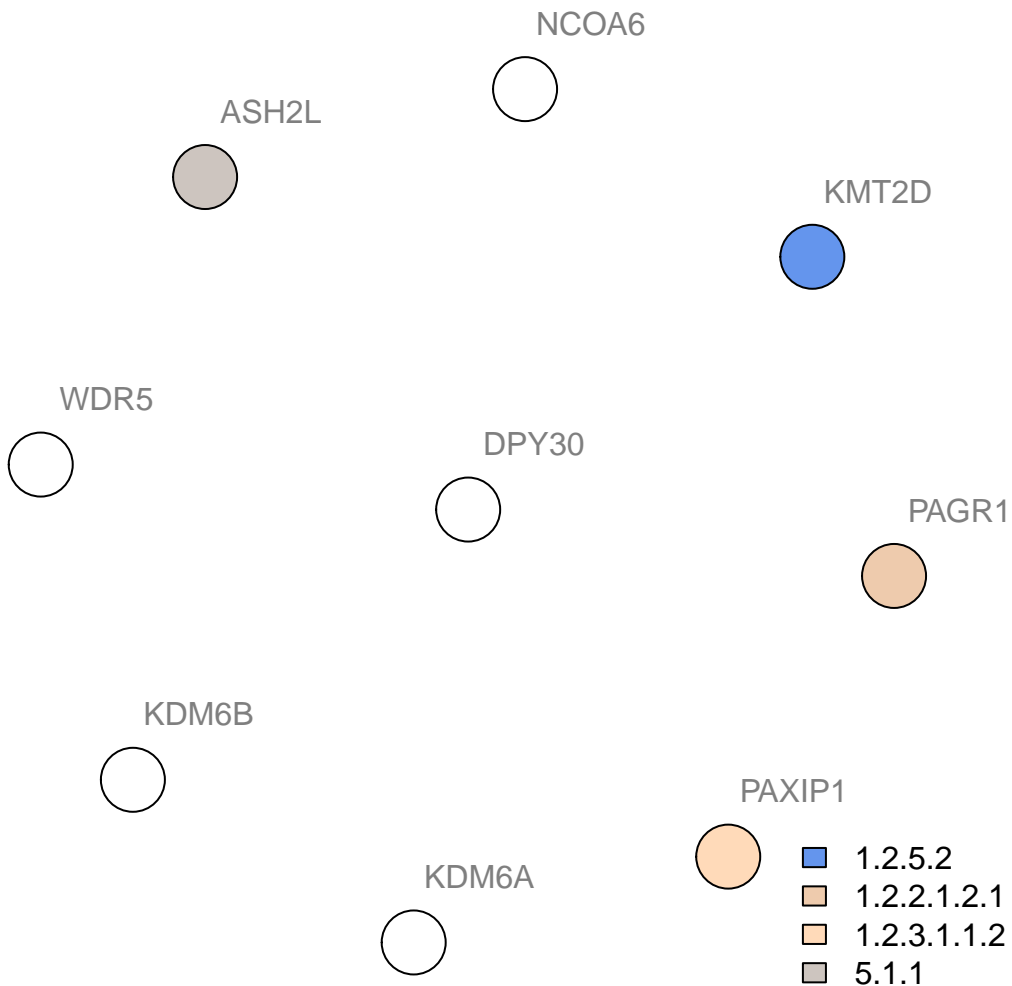 NCOA6
ASH2L
KMT2D
WDR5
DPY30
PAGR1
KDM6B
PAXIP1
KDM6A
1.2.5.2
1.2.2.1.2.1
1.2.3.1.1.2
5.1.1